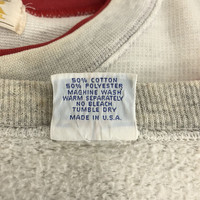 50% COTTON
50% POLYESTER
MACHINE WASH
WARM SEPARATELY
NO BLEACH
TUMBLE DRY
MADE IN U.S.A.